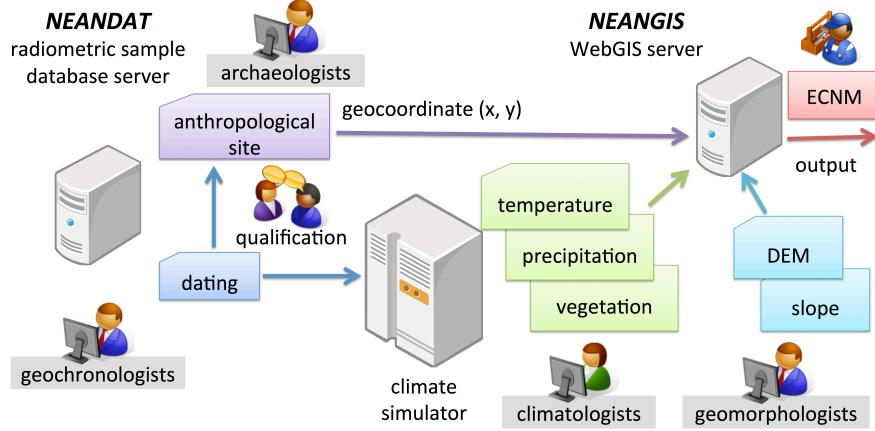 NEANDAT
radiometric sample
database server
archaeologists
NEANGIS
WebGIS server
anthropological
site
geocoordinate (x, y)
ECNM
output
qualification
dating
temperature
precipitation
vegetation
DEM
slope
geochronologists
climate
simulator
climatologists
geomorphologists